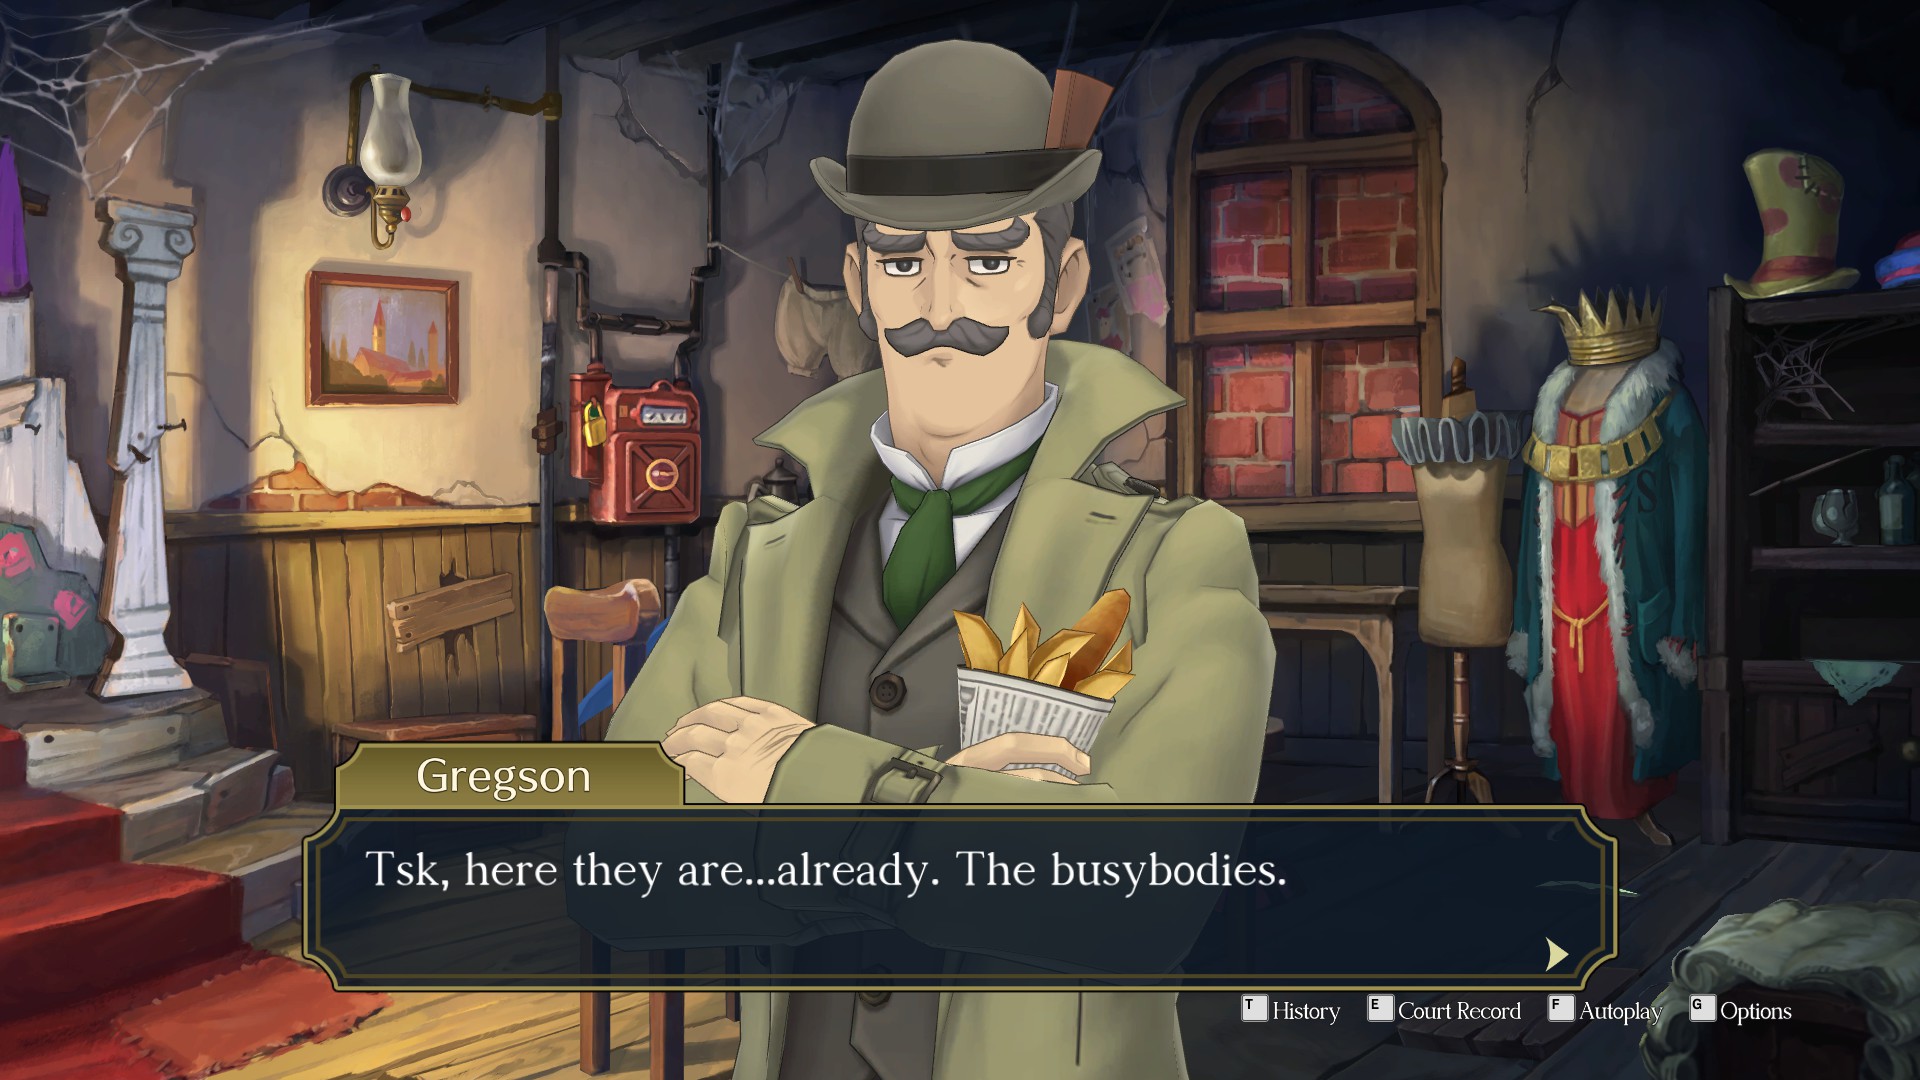 Gregson
Tsk, here they are...already. The busybodies.
T History E Court Record F Autoplay G Options